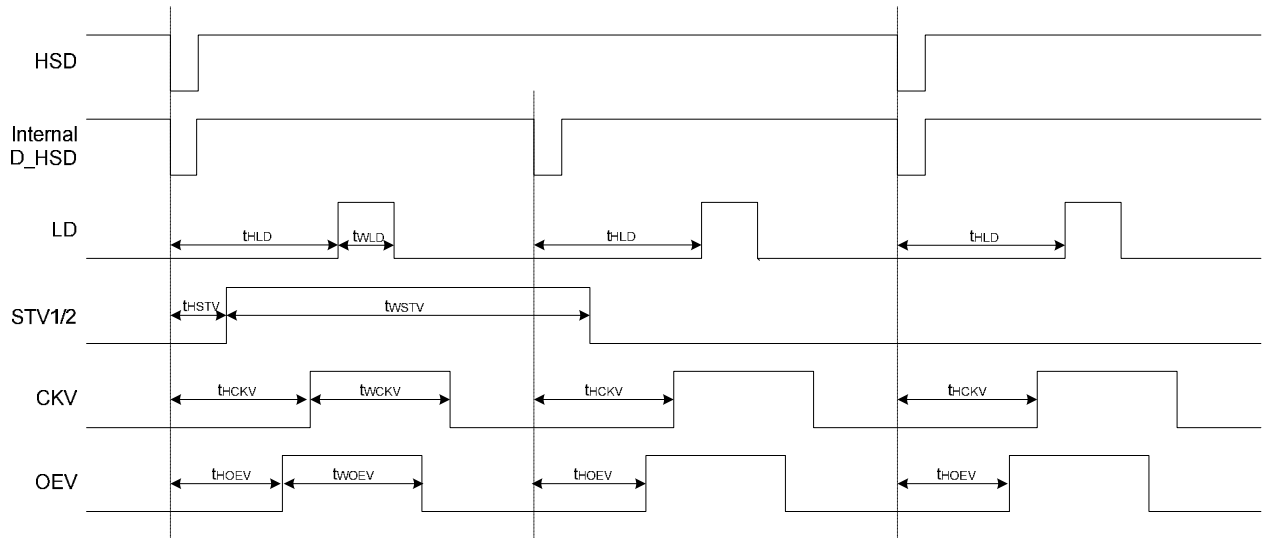 HSD
Internal
D_HSD
LD
tHLD
tWLD
tHLD
tHLD
STV1/2
tHSTV
tWSTV
CKV
tHCKV
tWCKV
tHCKV
tHCKV
OEV
tHOEV
tWOEV
tHOEV
tHOEV